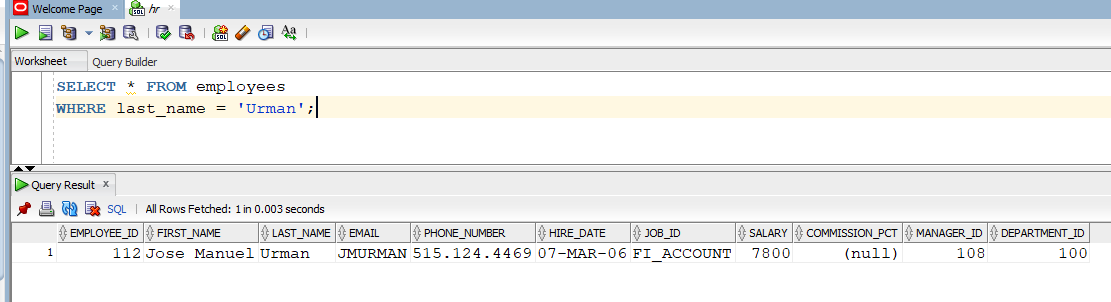 Welcome Page hr
SQL Aa
Worksheet Query Builder
SELECT * FROM employees
WHERE last_name = 'Urman';
Query Result x
SQL | All Rows Fetched: 1 in 0.003 seconds
EMPLOYEE_ID FIRST_NAME LAST_NAME EMAIL PHONE_NUMBER HIRE_DATE JOB_ID SALARY COMMISSION_PCT MANAGER_ID DEPARTMENT_ID
1 112 Jose Manuel Urman JMURMAN 515.124.4469 07-MAR-06 FI_ACCOUNT 7800 (null) 108 100